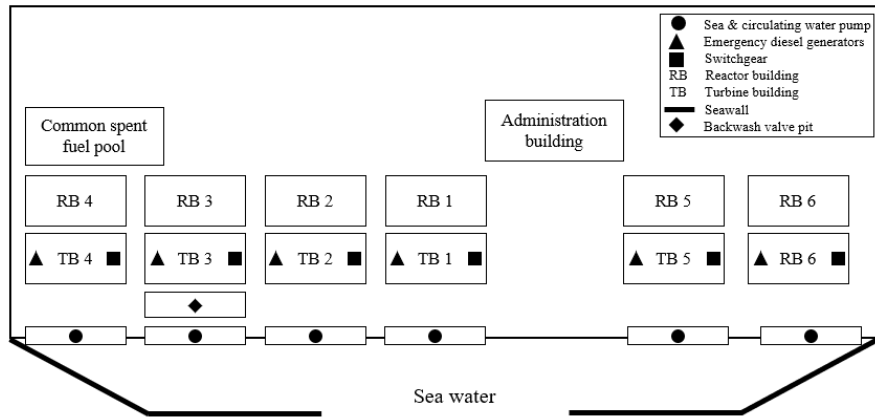 Sea & circulating water pump
Emergency diesel generators
Switchgear
RB Reactor building
TB Turbine building
Seawall
Backwash valve pit
Common spent
fuel pool
Administration
building
RB 4
RB 3
RB 2
RB 1
RB 5
RB 6
TB 4
TB 3
TB 2
TB 1
TB 5
RB 6
Sea water